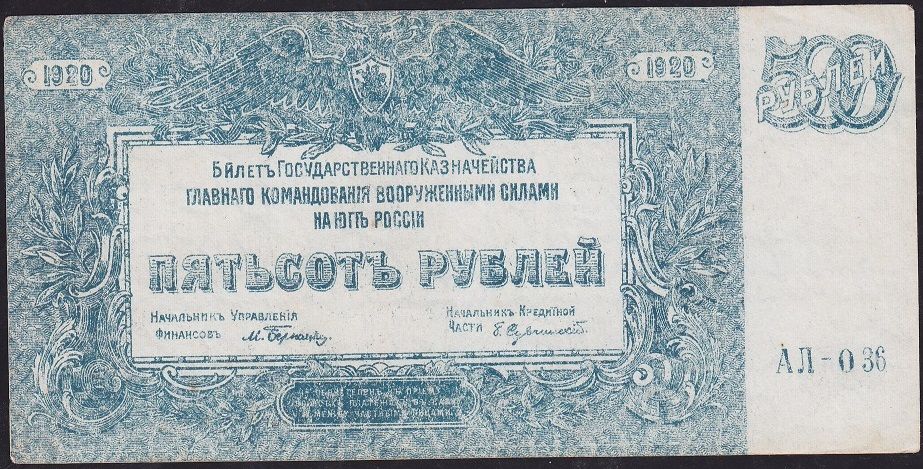 1920
1920
500
РУБЛЕЙ
БИЛЕТЪ ГОСУДАРСТВЕННАГО КАЗНАЧЕЙСТВА
ГЛАВНАГО КОМАНДОВАНІЯ ВООРУЖЕННЫМИ СИЛАМИ
НА ЮГѢ РОССІИ
ПЯТЬСОТЪ РУБЛЕЙ
НАЧАЛЬНИКЪ УПРАВЛЕНІЯ
ФИНАНСОВЪ
НАЧАЛЬНИКЪ КРЕДИТНОЙ
ЧАСТИ
АЛ-036